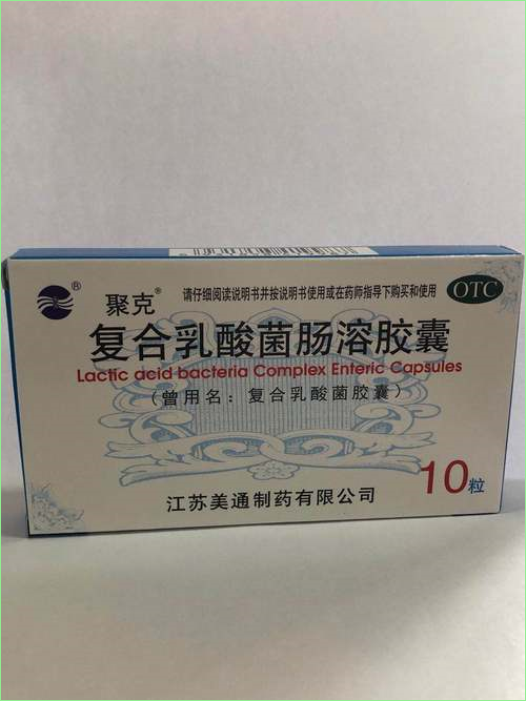 聚克® 请仔细阅读说明书并按说明书使用或在药师指导下购买和使用 OTC
复合乳酸菌肠溶胶囊
Lactic acid bacteria Complex Enteric Capsules
（曾用名：复合乳酸菌胶囊）
10粒
江苏美通制药有限公司